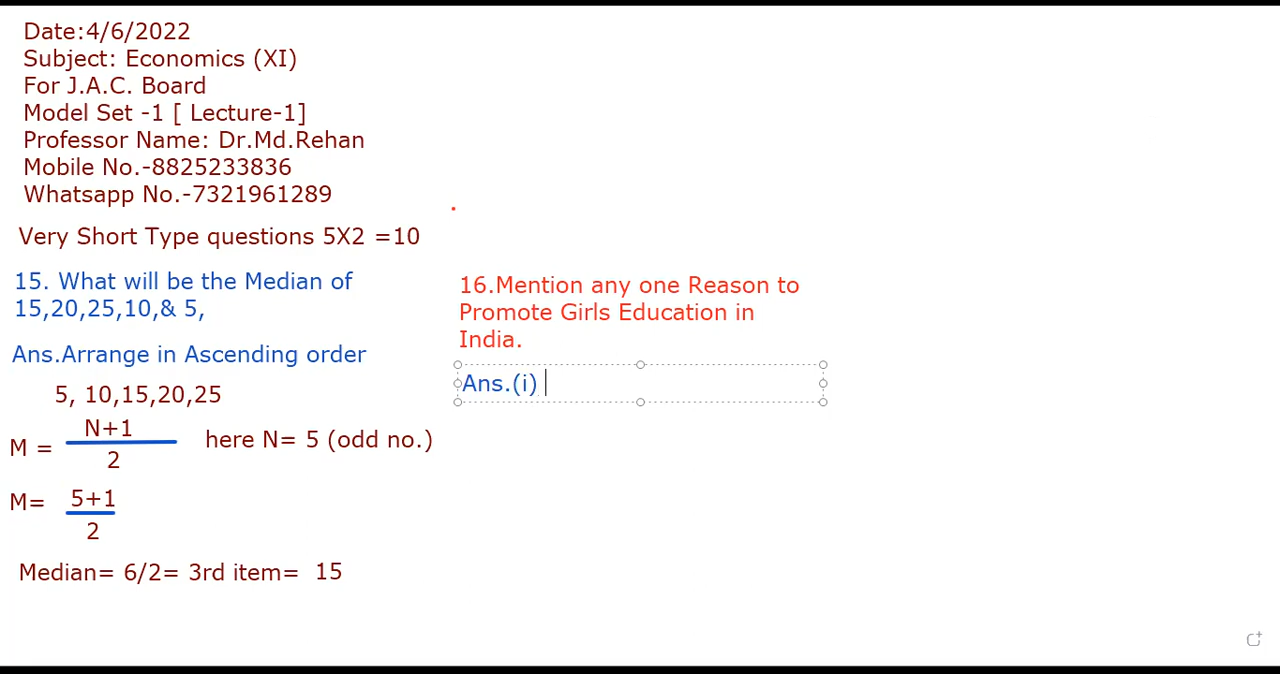 Date:4/6/2022
Subject: Economics (XI)
For J.A.C. Board
Model Set -1 [ Lecture-1]
Professor Name: Dr.Md.Rehan
Mobile No.-8825233836
Whatsapp No.-7321961289
Very Short Type questions 5X2 =10
15. What will be the Median of
15,20,25,10,& 5,
Ans.Arrange in Ascending order
5, 10,15,20,25
M = N+1
2
here N= 5 (odd no.)
M= 5+1
2
Median= 6/2= 3rd item= 15
16.Mention any one Reason to
Promote Girls Education in
India.
Ans.(i)